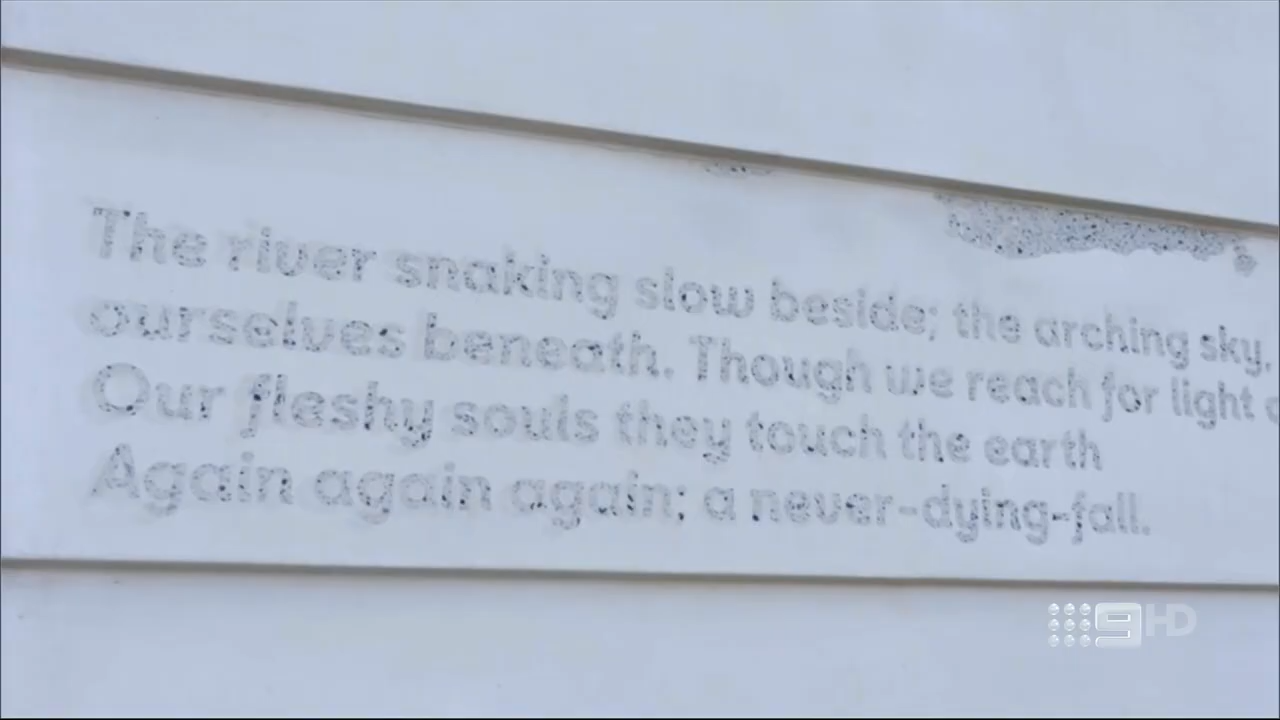 The river snaking slow beside; the arching sky,
ourselves beneath. Though we reach for light
Our fleshy souls they touch the earth
Again again again; a never-dying-fall.
9HD